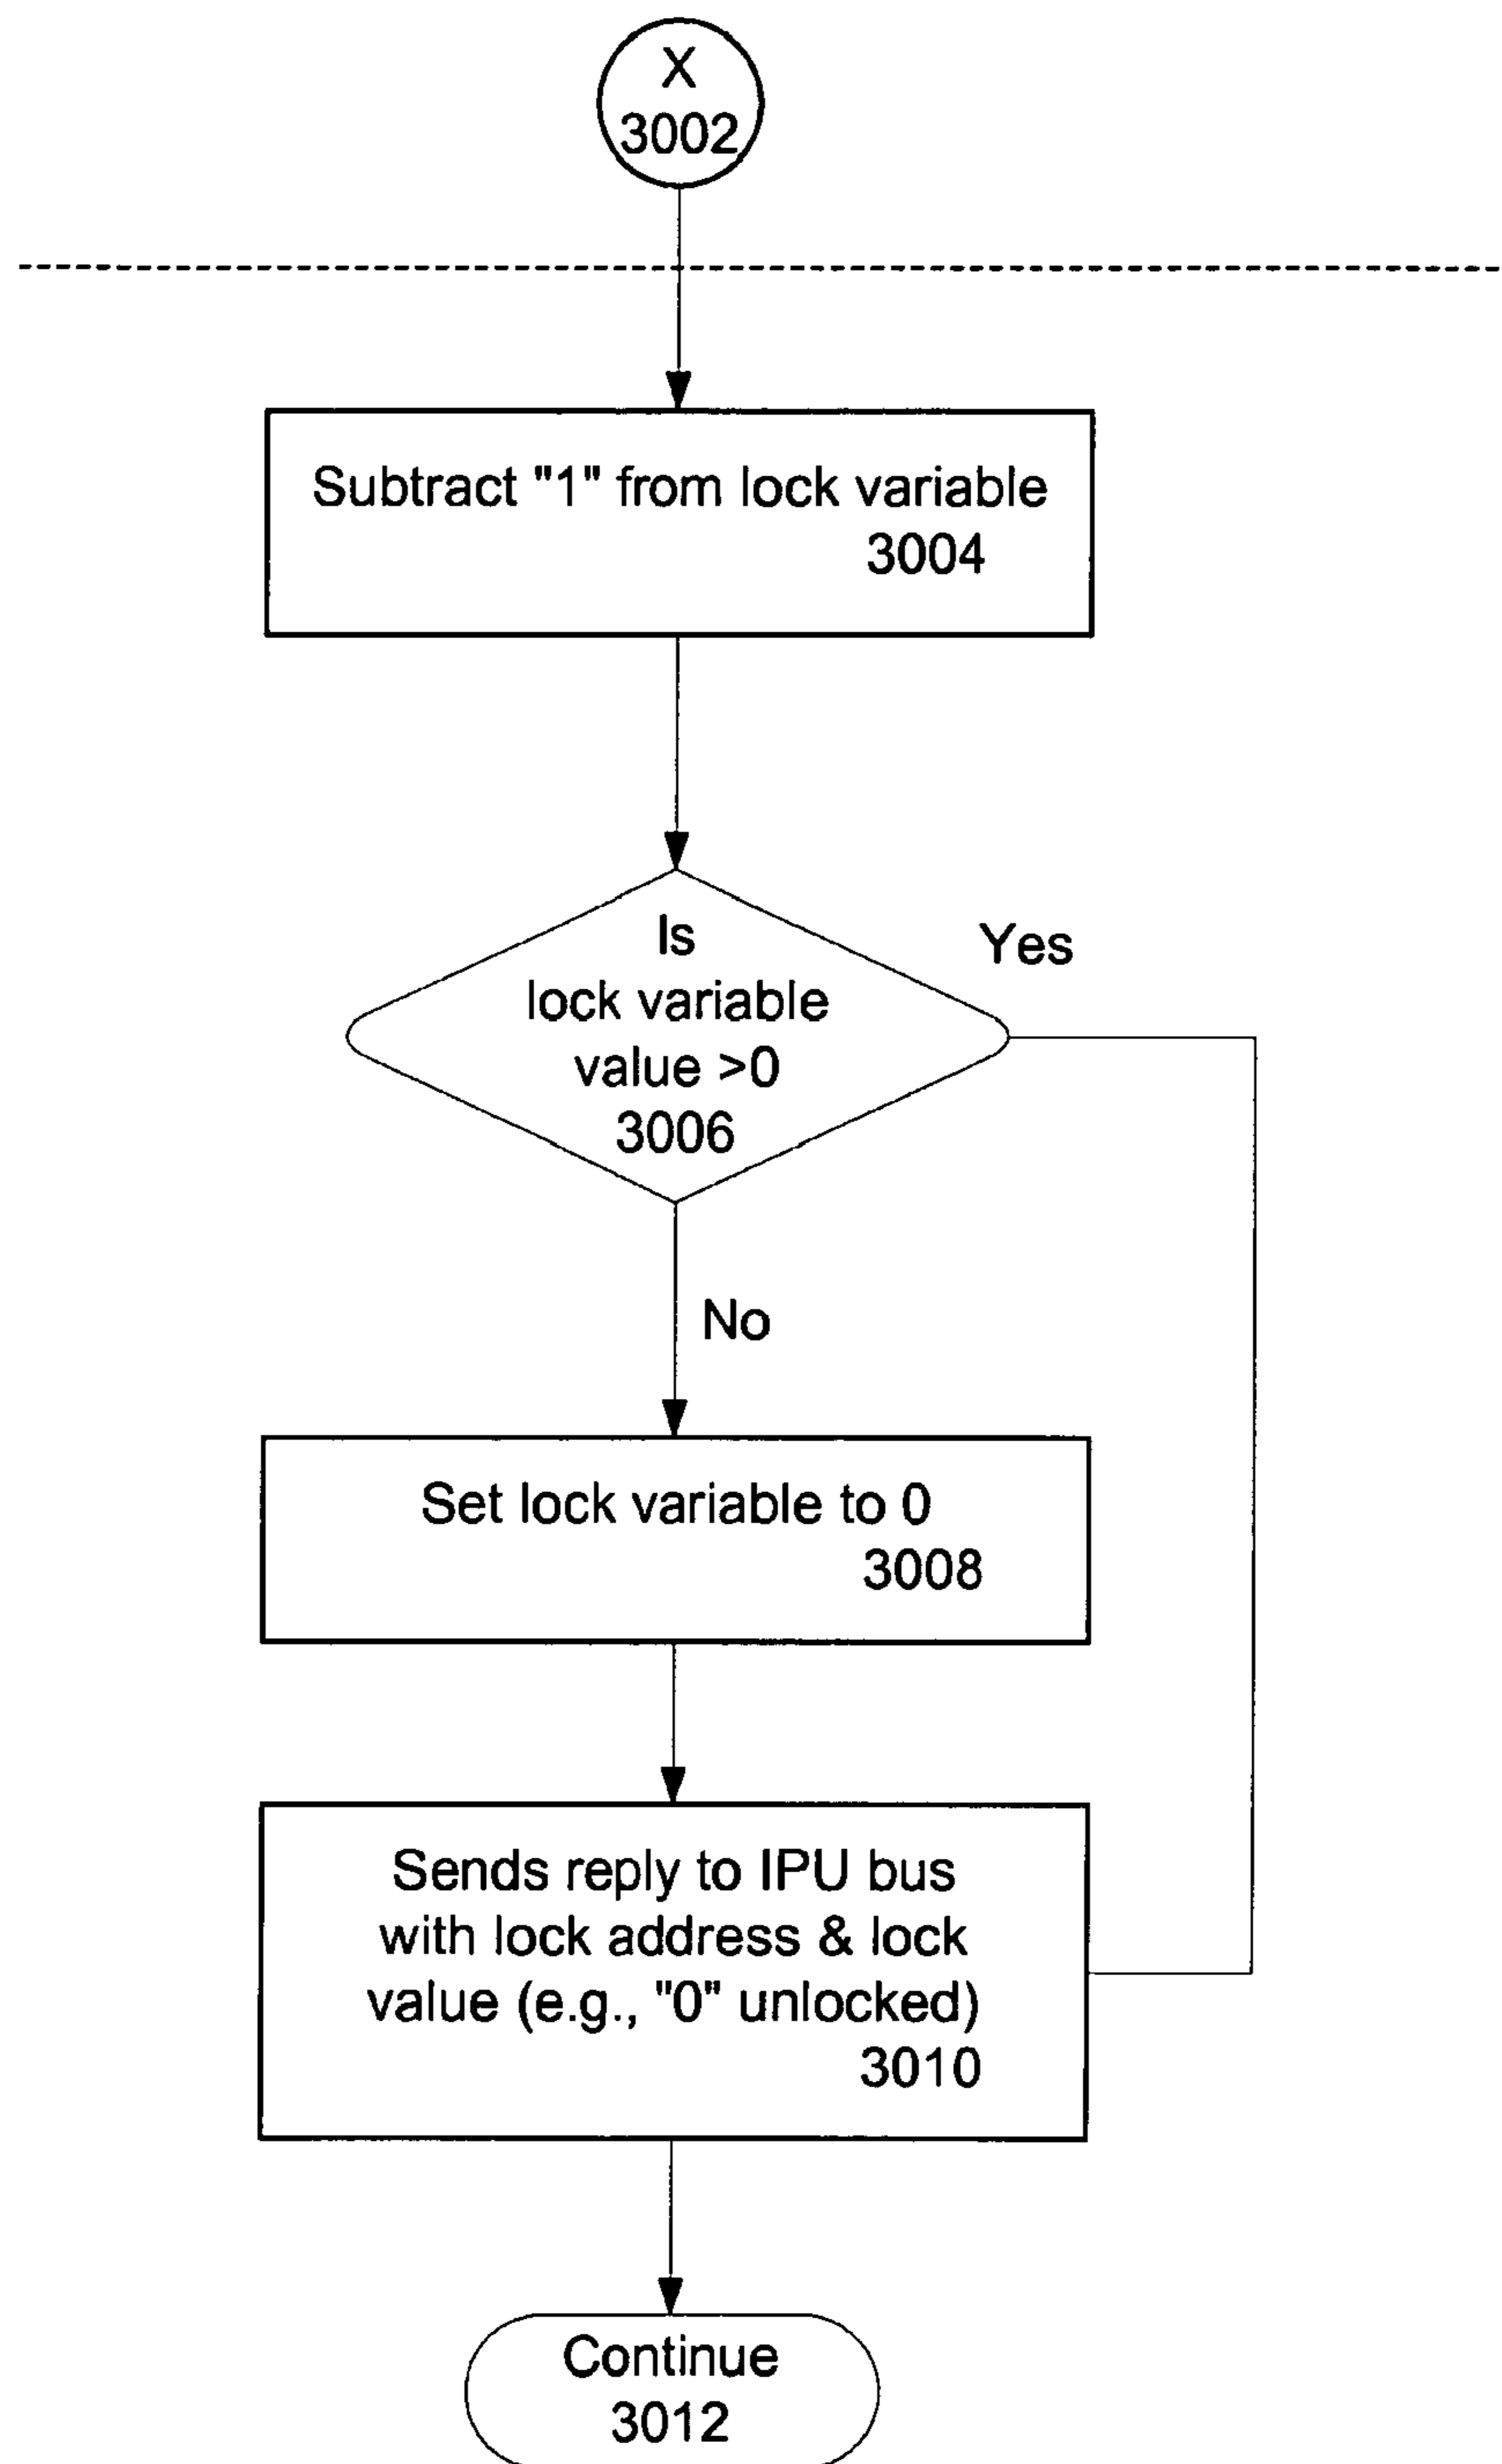 X
3002
Subtract "1" from lock variable
3004
Is
lock variable
value >0
3006
Yes
No
Set lock variable to 0
3008
Sends reply to IPU bus
with lock address & lock
value (e.g., "0" unlocked)
3010
Continue
3012